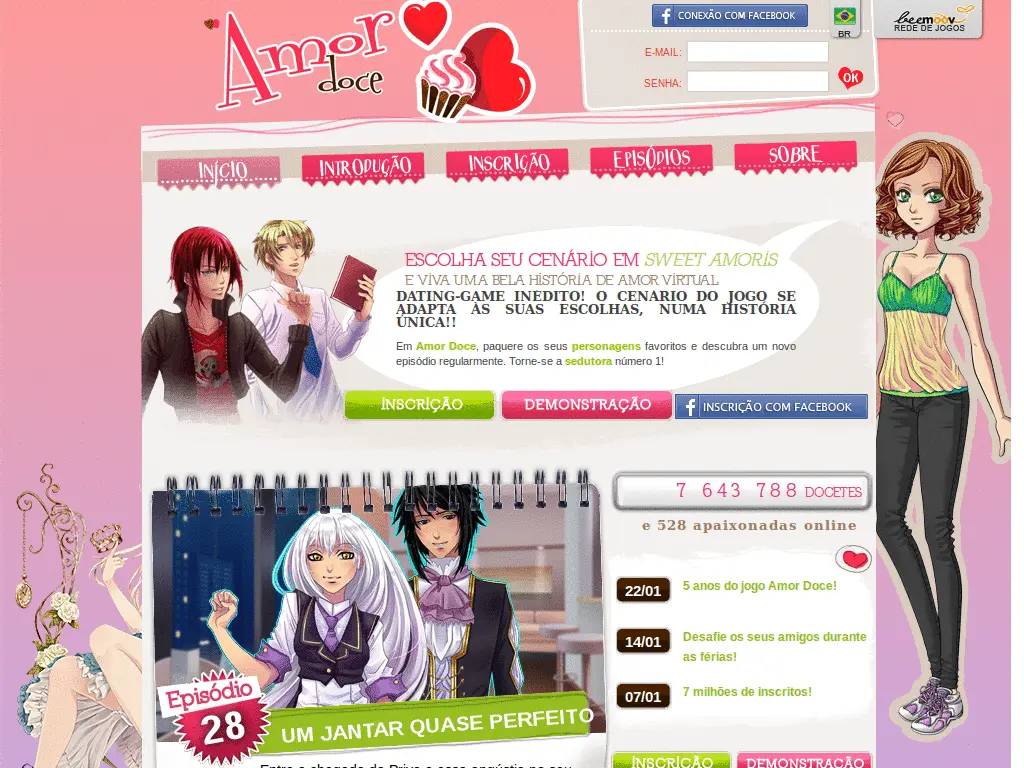 Amor doce
CONEXÃO COM FACEBOOK
BR
beemoov
REDE DE JOGOS
E-MAIL:
SENHA:
OK
INÍCIO
INTRODUÇÃO
INSCRIÇÃO
EPISÓDIOS
SOBRE
ESCOLHA SEU CENÁRIO EM SWEET AMORIS
E VIVA UMA BELA HISTÓRIA DE AMOR VIRTUAL
DATING-GAME INEDITO! O CENARIO DO JOGO SE
ADAPTA ÀS SUAS ESCOLHAS, NUMA HISTÓRIA
ÚNICA!!
Em Amor Doce, paquere os seus personagens favoritos e descubra um novo
episódio regularmente. Torne-se a sedutora número 1!
INSCRIÇÃO
DEMONSTRAÇÃO
INSCRIÇÃO COM FACEBOOK
7 643 788 DOCETES
e 528 apaixonadas online
22/01
5 anos do jogo Amor Doce!
14/01
Desafie os seus amigos durante
as férias!
07/01
7 milhões de inscritos!
Episódio
28
UM JANTAR QUASE PERFEITO
INSCRIÇÃO
DEMONSTRAÇÃO